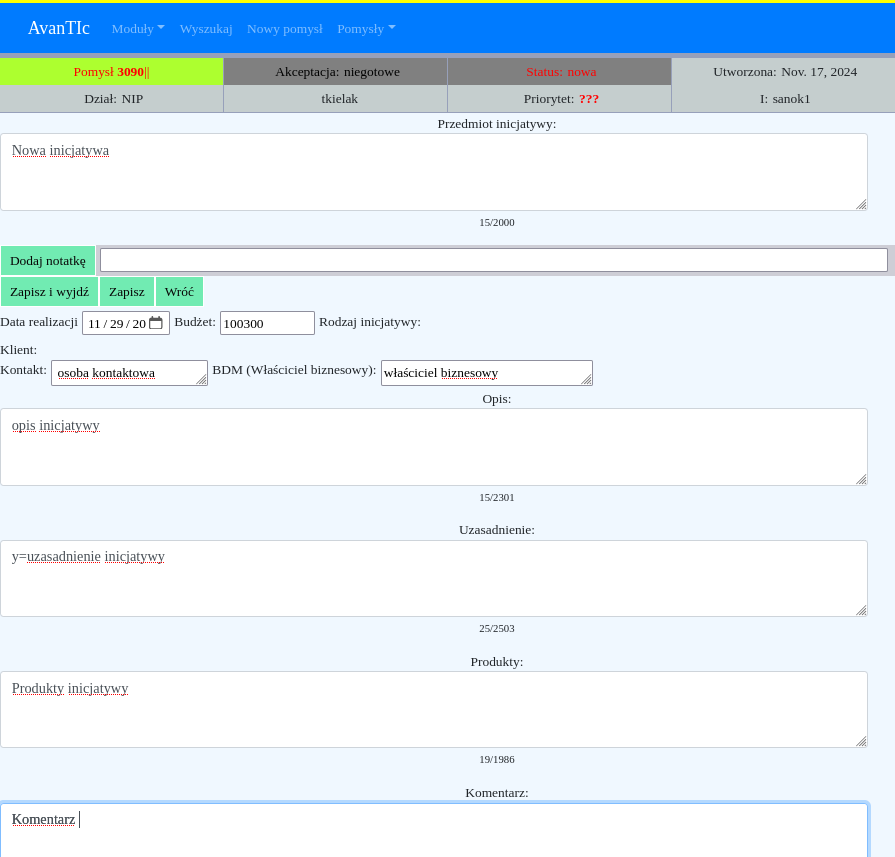 AvanTIc Moduły Wyszukaj Nowy pomysł Pomysły
Pomysł 3090|| Akceptacja: niegotowe Status: nowa Utworzona: Nov. 17, 2024
Dział: NIP tkielak Priorytet: ??? I: sanok1
Przedmiot inicjatywy:
Nowa inicjatywa
15/2000
Dodaj notatkę
Zapisz i wyjdź Zapisz Wróć
Data realizacji 11 / 29 / 20 Budżet: 100300 Rodzaj inicjatywy:
Klient:
Kontakt: osoba kontaktowa BDM (Właściciel biznesowy): właściciel biznesowy
Opis:
opis inicjatywy
15/2301
Uzasadnienie:
y=uzasadnienie inicjatywy
25/2503
Produkty:
Produkty inicjatywy
19/1986
Komentarz:
Komentarz